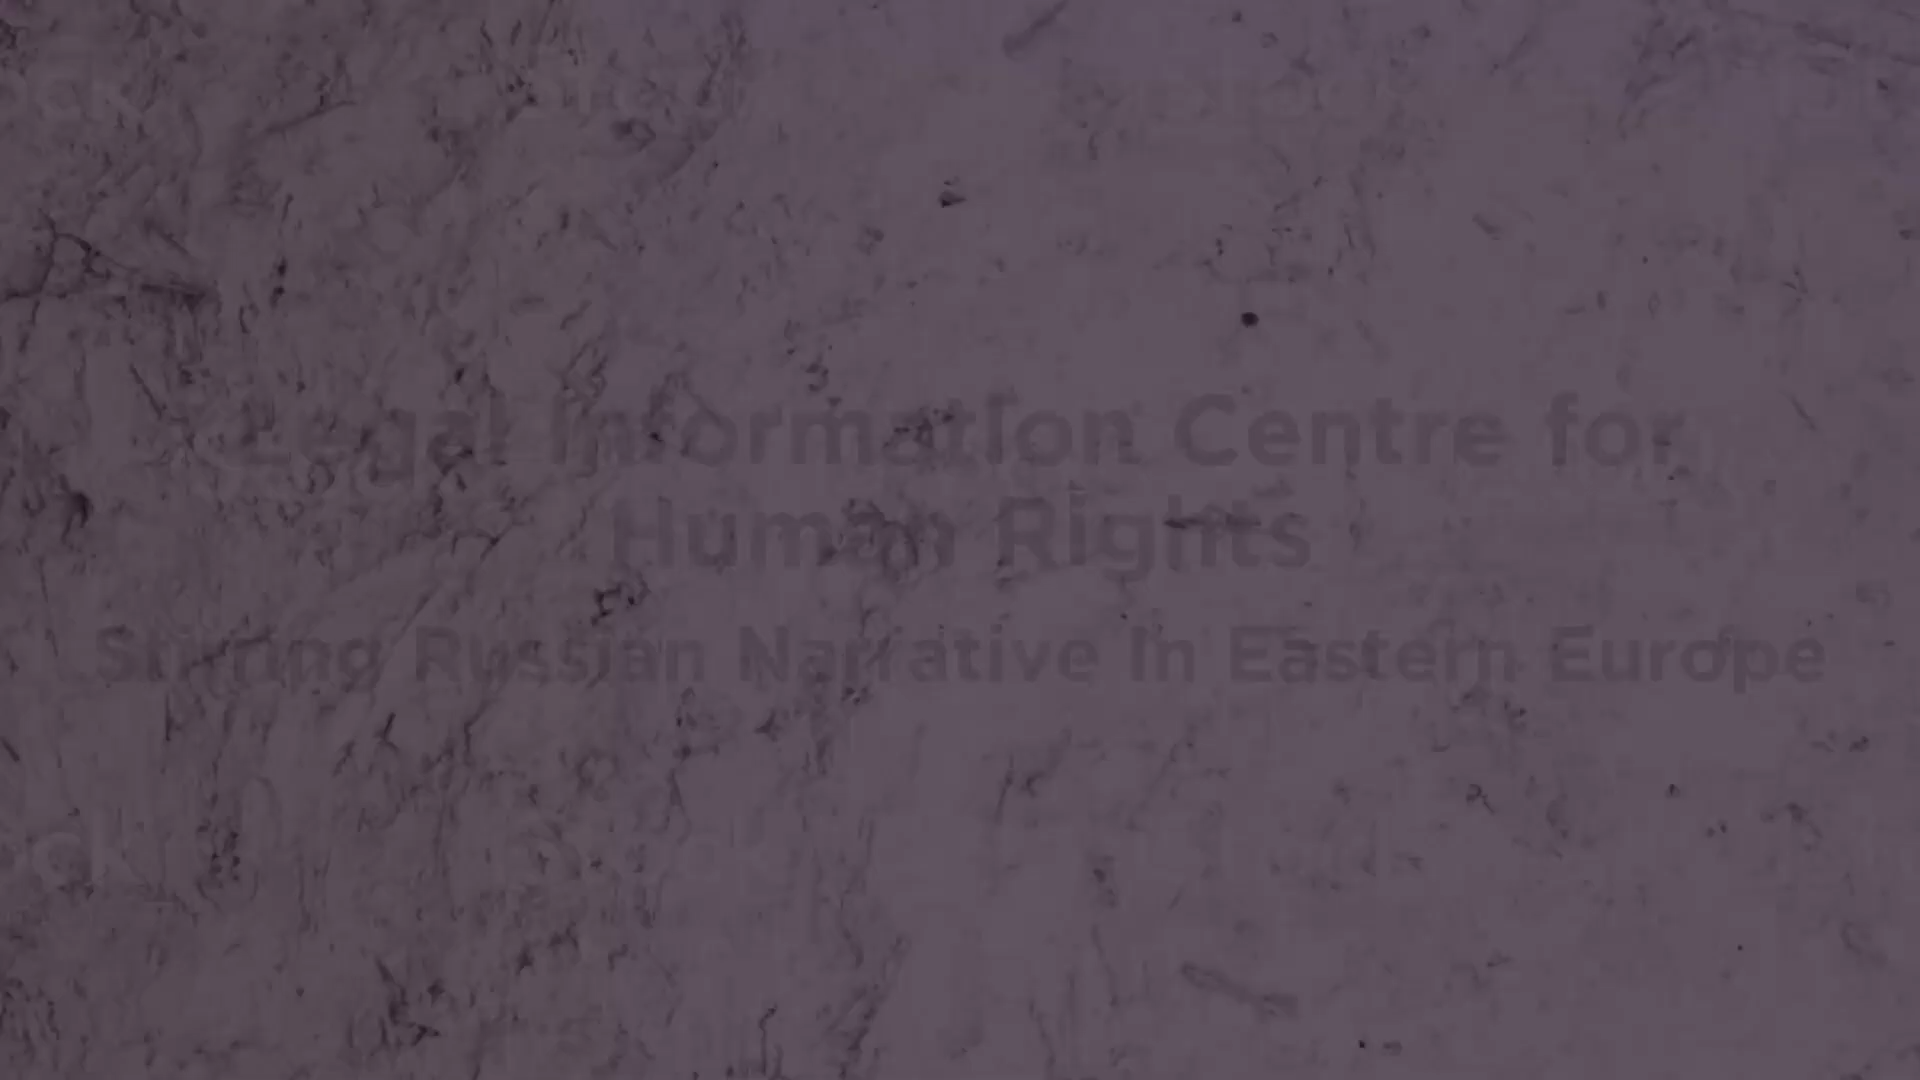 Legal Information Centre for
Human Rights
Stirring Russian Narrative In Eastern Europe